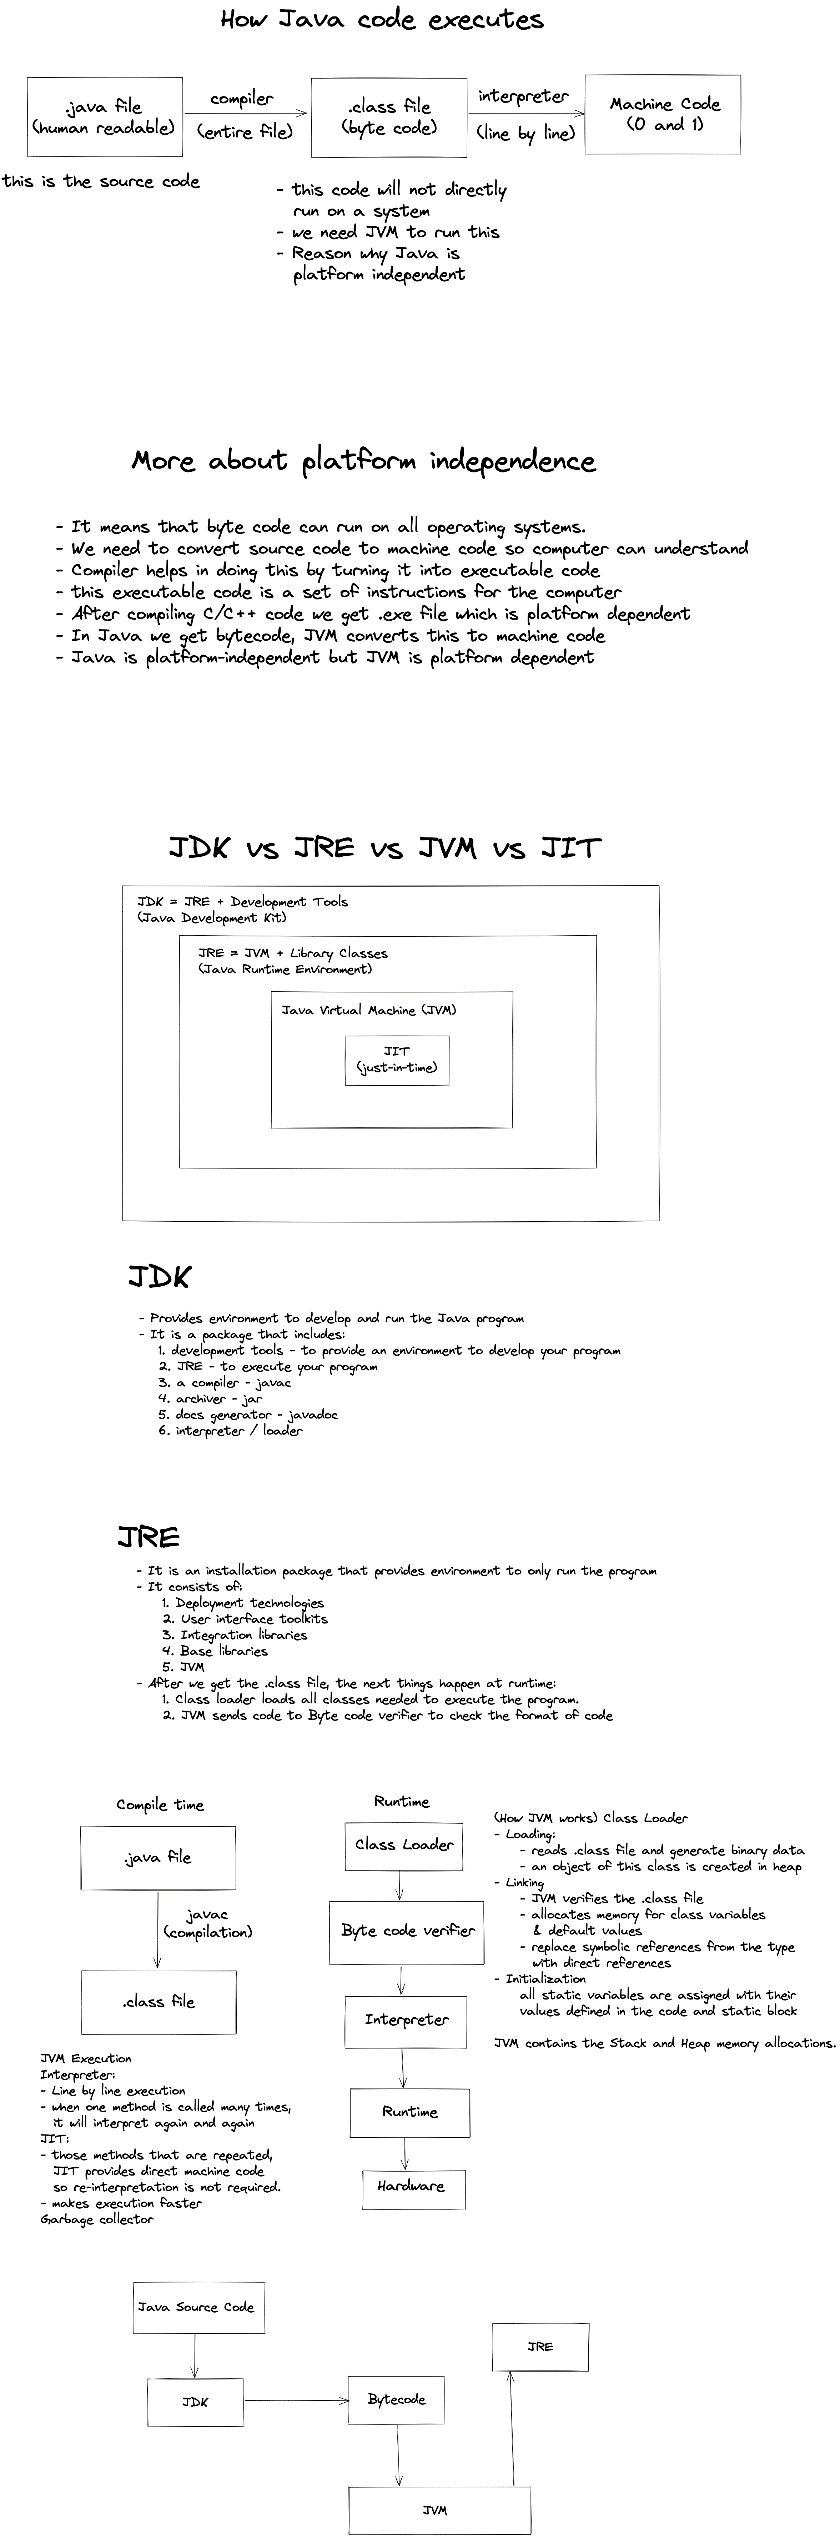 How Java code executes
.java file
(human readable)
compiler
(entire file)
.class file
(byte code)
interpreter
(line by line)
Machine Code
(0 and 1)
this is the source code
- this code will not directly
run on a system
- we need JVM to run this
- Reason why Java is
platform independent
More about platform independence
- It means that byte code can run on all operating systems.
- We need to convert source code to machine code so computer can understand
- Compiler helps in doing this by turning it into executable code
- this executable code is a set of instructions for the computer
- After compiling C/C++ code we get .exe file which is platform dependent
- In Java we get bytecode, JVM converts this to machine code
- Java is platform-independent but JVM is platform dependent
JDK vs JRE vs JVM vs JIT
JDK = JRE + Development Tools
(Java Development Kit)
JRE = JVM + Library Classes
(Java Runtime Environment)
Java Virtual Machine (JVM)
JIT
(just-in-time)
JDK
- Provides environment to develop and run the Java program
- It is a package that includes:
1. development tools - to provide an environment to develop your program
2. JRE - to execute your program
3. a compiler - javac
4. archiver - jar
5. docs generator - javadoc
6. interpreter / loader
JRE
- It is an installation package that provides environment to only run the program
- It consists of:
1. Deployment technologies
2. User interface toolkits
3. Integration libraries
4. Base libraries
5. JVM
- After we get the .class file, the next things happen at runtime:
1. Class loader loads all classes needed to execute the program.
2. JVM sends code to Byte code verifier to check the format of code
Compile time
.java file
javac
(compilation)
.class file
JVM Execution
Interpreter:
- Line by line execution
- when one method is called many times,
it will interpret again and again
JIT:
- those methods that are repeated,
JIT provides direct machine code
so re-interpretation is not required.
- makes execution faster
Garbage collector
Runtime
Class Loader
Byte code verifier
Interpreter
Runtime
Hardware
(How JVM works) Class Loader
- Loading:
- reads .class file and generate binary data
- an object of this class is created in heap
- Linking
- JVM verifies the .class file
- allocates memory for class variables
& default values
- replace symbolic references from the type
with direct references
- Initialization
all static variables are assigned with their
values defined in the code and static block
JVM contains the Stack and Heap memory allocations.
Java Source Code
JDK
Bytecode
JRE
JVM